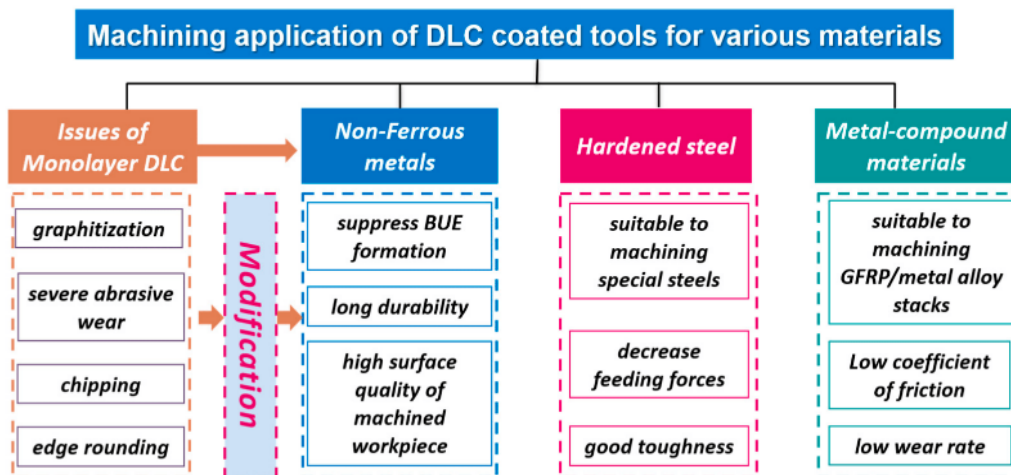 Machining application of DLC coated tools for various materials
Issues of
Monolayer DLC
graphitization
severe abrasive
wear
chipping
edge rounding
Modification
Non-Ferrous
metals
suppress BUE
formation
long durability
high surface
quality of
machined
workpiece
Hardened steel
suitable to
machining
special steels
decrease
feeding forces
good toughness
Metal-compound
materials
suitable to
machining
GFRP/metal alloy
stacks
Low coefficient
of friction
low wear rate